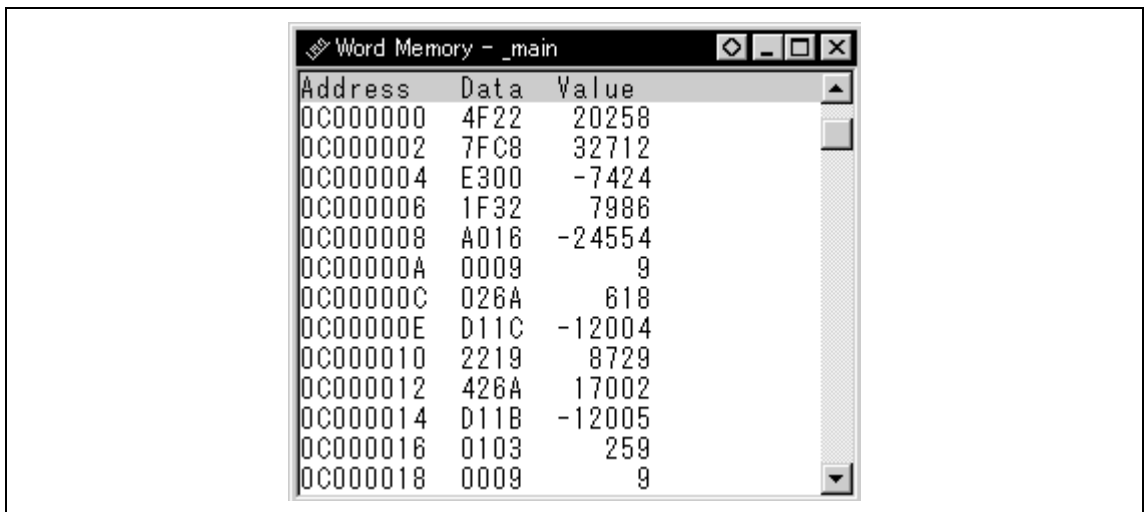 Word Memory - _main
Address Data Value
0C000000 4F22 20258
0C000002 7FC8 32712
0C000004 E300 -7424
0C000006 1F32 7986
0C000008 A016 -24554
0C00000A 0009 9
0C00000C 026A 618
0C00000E D11C -12004
0C000010 2219 8729
0C000012 426A 17002
0C000014 D11B -12005
0C000016 0103 259
0C000018 0009 9